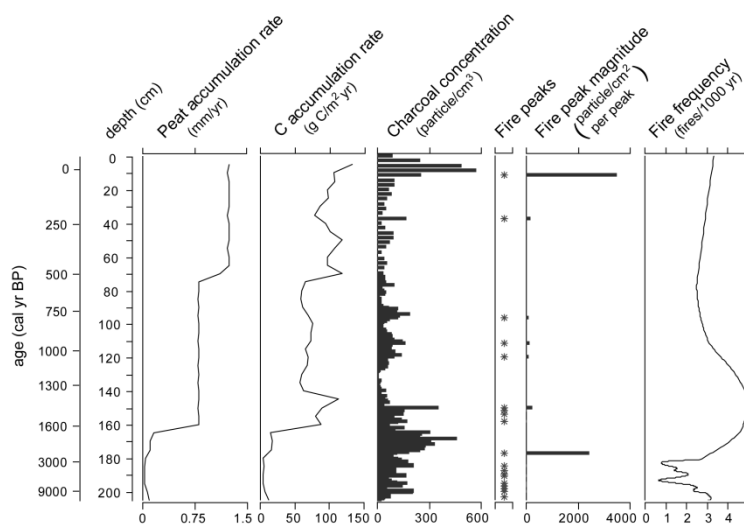 age (cal yr BP)
0
250
500
750
1000
1300
1600
3000
9000
depth (cm)
0
20
40
60
80
100
120
140
160
180
200
Peat accumulation rate
(mm/yr)
0 0.75 1.5
C accumulation rate
(g C/m² yr)
0 50 100 150
Charcoal concentration
(particle/cm³)
0 300 600
Fire peaks
* * * * * * * * * * * * * * * * * *
Fire peak magnitude
(particle/cm²
per peak)
0 2000 4000
Fire frequency
(fires/1000 yr)
0 1 2 3 4 5